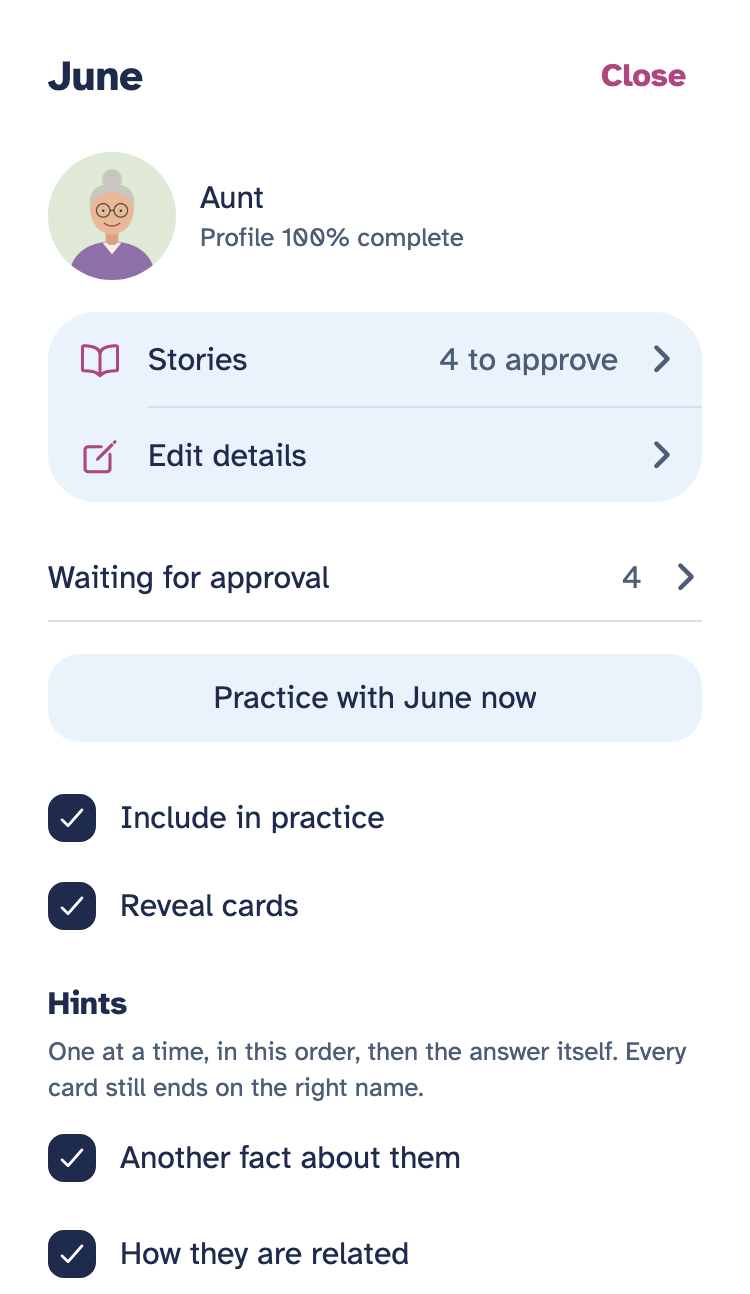 June
Close
Aunt
Profile 100% complete
Stories
4 to approve
Edit details
Waiting for approval
4
Practice with June now
Include in practice
Reveal cards
Hints
One at a time, in this order, then the answer itself. Every
card still ends on the right name.
Another fact about them
How they are related